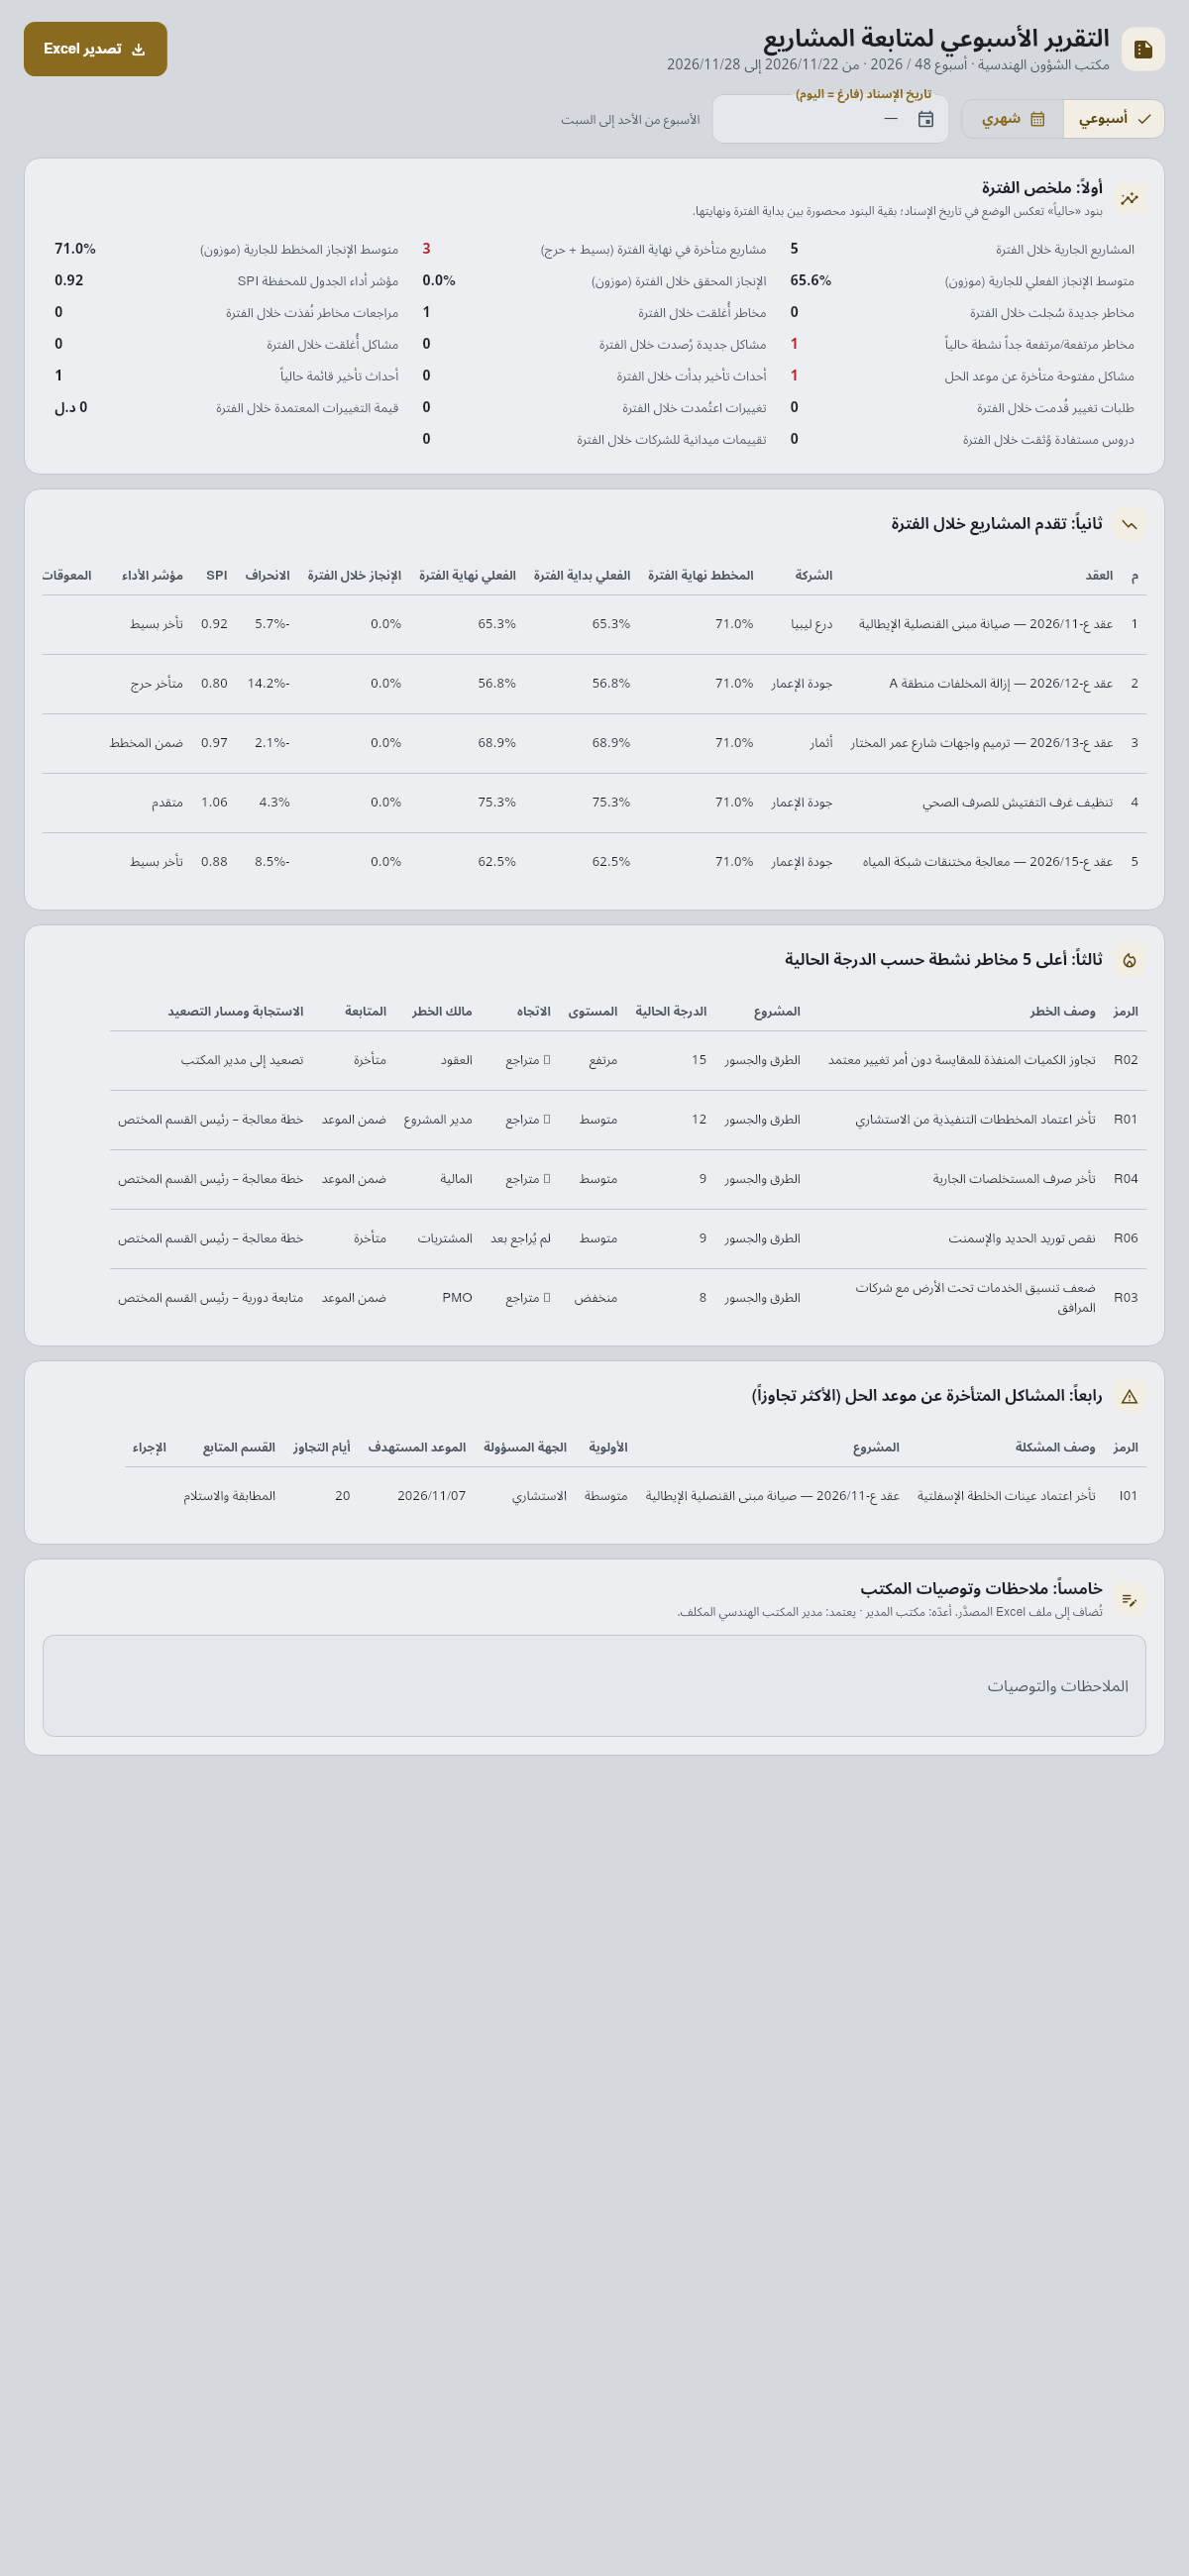 التقرير الأسبوعي لمتابعة المشاريع
مكتب الشؤون الهندسية · أسبوع 48 / 2026 · من 2026/11/22 إلى 2026/11/28
تصدير Excel
أسبوعي
شهري
تاريخ الإسناد (فارغ = اليوم)
—
الأسبوع من الأحد إلى السبت
أولاً: ملخص الفترة
بنود «حالياً» تعكس الوضع في تاريخ الإسناد؛ بقية البنود محصورة بين بداية الفترة ونهايتها.
المشاريع الجارية خلال الفترة 5 مشاريع متأخرة في نهاية الفترة (بسيط + حرج) 3 متوسط الإنجاز المخطط للجارية (موزون) 71.0%
متوسط الإنجاز الفعلي للجارية (موزون) 65.6% الإنجاز المحقق خلال الفترة (موزون) 0.0% مؤشر أداء الجدول للمحفظة SPI 0.92
مخاطر جديدة سُجلت خلال الفترة 0 مخاطر أُغلقت خلال الفترة 1 مراجعات مخاطر نُفذت خلال الفترة 0
مخاطر مرتفعة/مرتفعة جداً نشطة حالياً 1 مشاكل جديدة رُصدت خلال الفترة 0 مشاكل أُغلقت خلال الفترة 0
مشاكل مفتوحة متأخرة عن موعد الحل 1 أحداث تأخير بدأت خلال الفترة 0 أحداث تأخير قائمة حالياً 1
طلبات تغيير قُدمت خلال الفترة 0 تغييرات اعتُمدت خلال الفترة 0 قيمة التغييرات المعتمدة خلال الفترة 0 د.ل
دروس مستفادة وُثقت خلال الفترة 0 تقييمات ميدانية للشركات خلال الفترة 0
ثانياً: تقدم المشاريع خلال الفترة
م العقد الشركة المخطط نهاية الفترة الفعلي بداية الفترة الفعلي نهاية الفترة الإنجاز خلال الفترة الانحراف SPI مؤشر الأداء المعوقات
1 عقد ع-2026/11 — صيانة مبنى القنصلية الإيطالية درع ليبيا 71.0% 65.3% 65.3% 0.0% -5.7% 0.92 تأخر بسيط
2 عقد ع-2026/12 — إزالة المخلفات منطقة A جودة الإعمار 71.0% 56.8% 56.8% 0.0% -14.2% 0.80 متأخر حرج
3 عقد ع-2026/13 — ترميم واجهات شارع عمر المختار أثمار 71.0% 68.9% 68.9% 0.0% -2.1% 0.97 ضمن المخطط
4 تنظيف غرف التفتيش للصرف الصحي جودة الإعمار 71.0% 75.3% 75.3% 0.0% 4.3% 1.06 متقدم
5 عقد ع-2026/15 — معالجة مختنقات شبكة المياه جودة الإعمار 71.0% 62.5% 62.5% 0.0% -8.5% 0.88 تأخر بسيط
ثالثاً: أعلى 5 مخاطر نشطة حسب الدرجة الحالية
الرمز وصف الخطر المشروع الدرجة الحالية المستوى الاتجاه مالك الخطر المتابعة الاستجابة ومسار التصعيد
R02 تجاوز الكميات المنفذة للمقايسة دون أمر تغيير معتمد الطرق والجسور 15 مرتفع متراجع العقود متأخرة تصعيد إلى مدير المكتب
R01 تأخر اعتماد المخططات التنفيذية من الاستشاري الطرق والجسور 12 متوسط متراجع مدير المشروع ضمن الموعد خطة معالجة – رئيس القسم المختص
R04 تأخر صرف المستخلصات الجارية الطرق والجسور 9 متوسط متراجع المالية ضمن الموعد خطة معالجة – رئيس القسم المختص
R06 نقص توريد الحديد والإسمنت الطرق والجسور 9 متوسط لم يُراجع بعد المشتريات متأخرة خطة معالجة – رئيس القسم المختص
R03 ضعف تنسيق الخدمات تحت الأرض مع شركات المرافق الطرق والجسور 8 منخفض متراجع PMO ضمن الموعد متابعة دورية – رئيس القسم المختص
رابعاً: المشاكل المتأخرة عن موعد الحل (الأكثر تجاوزاً)
الرمز وصف المشكلة المشروع الأولوية الجهة المسؤولة الموعد المستهدف أيام التجاوز القسم المتابع الإجراء
I01 تأخر اعتماد عينات الخلطة الإسفلتية عقد ع-2026/11 — صيانة مبنى القنصلية الإيطالية متوسطة الاستشاري 2026/11/07 20 المطابقة والاستلام
خامساً: ملاحظات وتوصيات المكتب
تُضاف إلى ملف Excel المصدَّر. أعدّه: مكتب المدير · يعتمد: مدير المكتب الهندسي المكلف.
الملاحظات والتوصيات